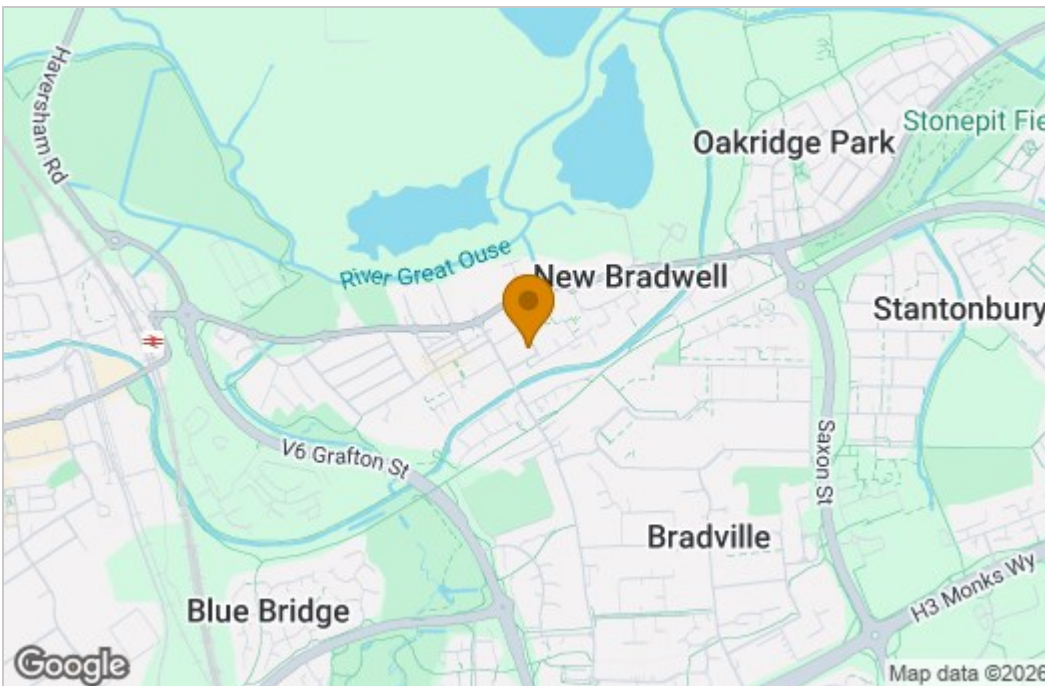 Haversham Rd
Oakridge Park
Stonepit Fie
River Great Ouse
New Bradwell
Stantonbury
V6 Grafton St
Saxon St
Bradville
Blue Bridge
H3 Monks Wy
Google
Map data ©2026